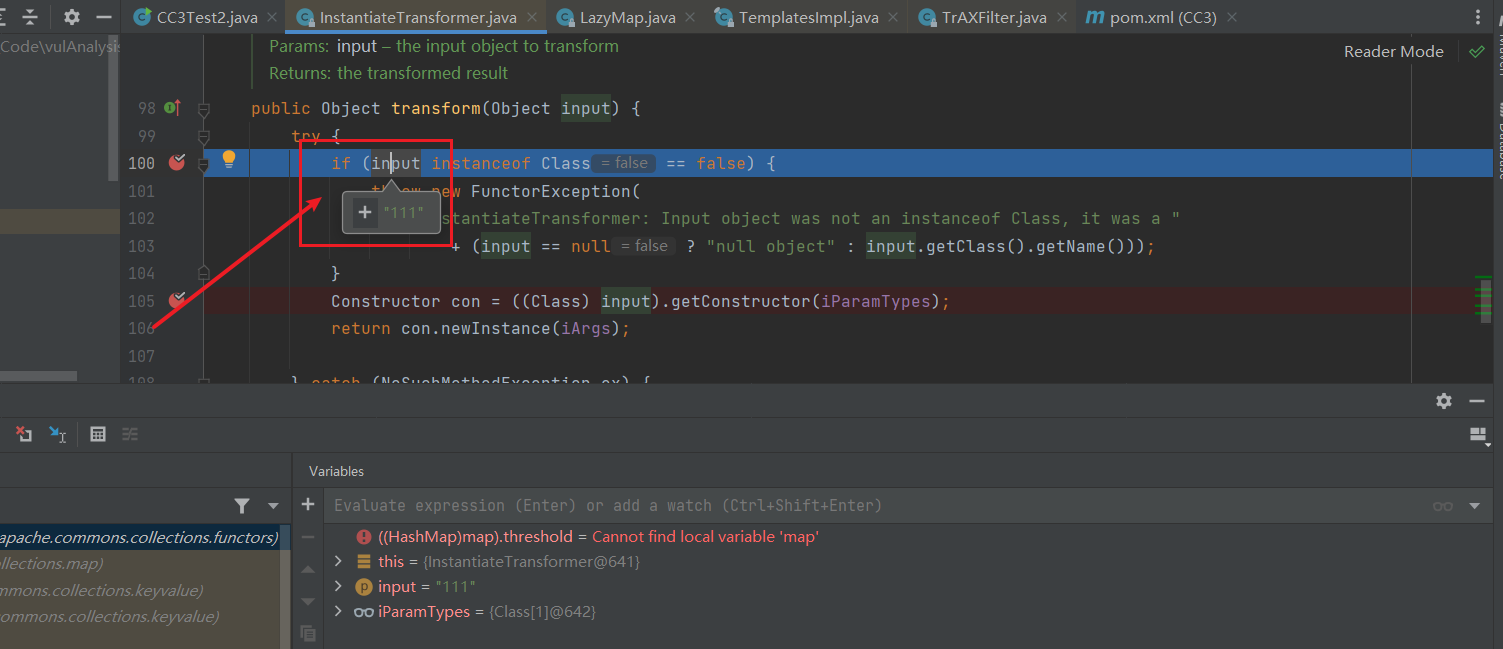 CC3Test2.java InstantiateTransformer.java LazyMap.java TemplatesImpl.java TrAXFilter.java pom.xml (CC3)
Code\vulAnalysis
Params: input – the input object to transform
Returns: the transformed result
Reader Mode
98 public Object transform(Object input) {
99 try {
100 if (input instanceof Class = false == false) {
101 throw new FunctorException(
"111"
102 stantiateTransformer: Input object was not an instanceof Class, it was a "
103 + (input == null = false ? "null object" : input.getClass().getName()));
104 }
105 Constructor con = ((Class) input).getConstructor(iParamTypes);
106 return con.newInstance(iArgs);
107
108 } catch (NoSuchMethodException ex) {
Variables
Evaluate expression (Enter) or add a watch (Ctrl+Shift+Enter)
apache.commons.collections.functors)
((HashMap)map).threshold = Cannot find local variable 'map'
llections.map)
this = {InstantiateTransformer@641}
mmons.collections.keyvalue)
input = "111"
commons.collections.keyvalue)
iParamTypes = {Class[1]@642}